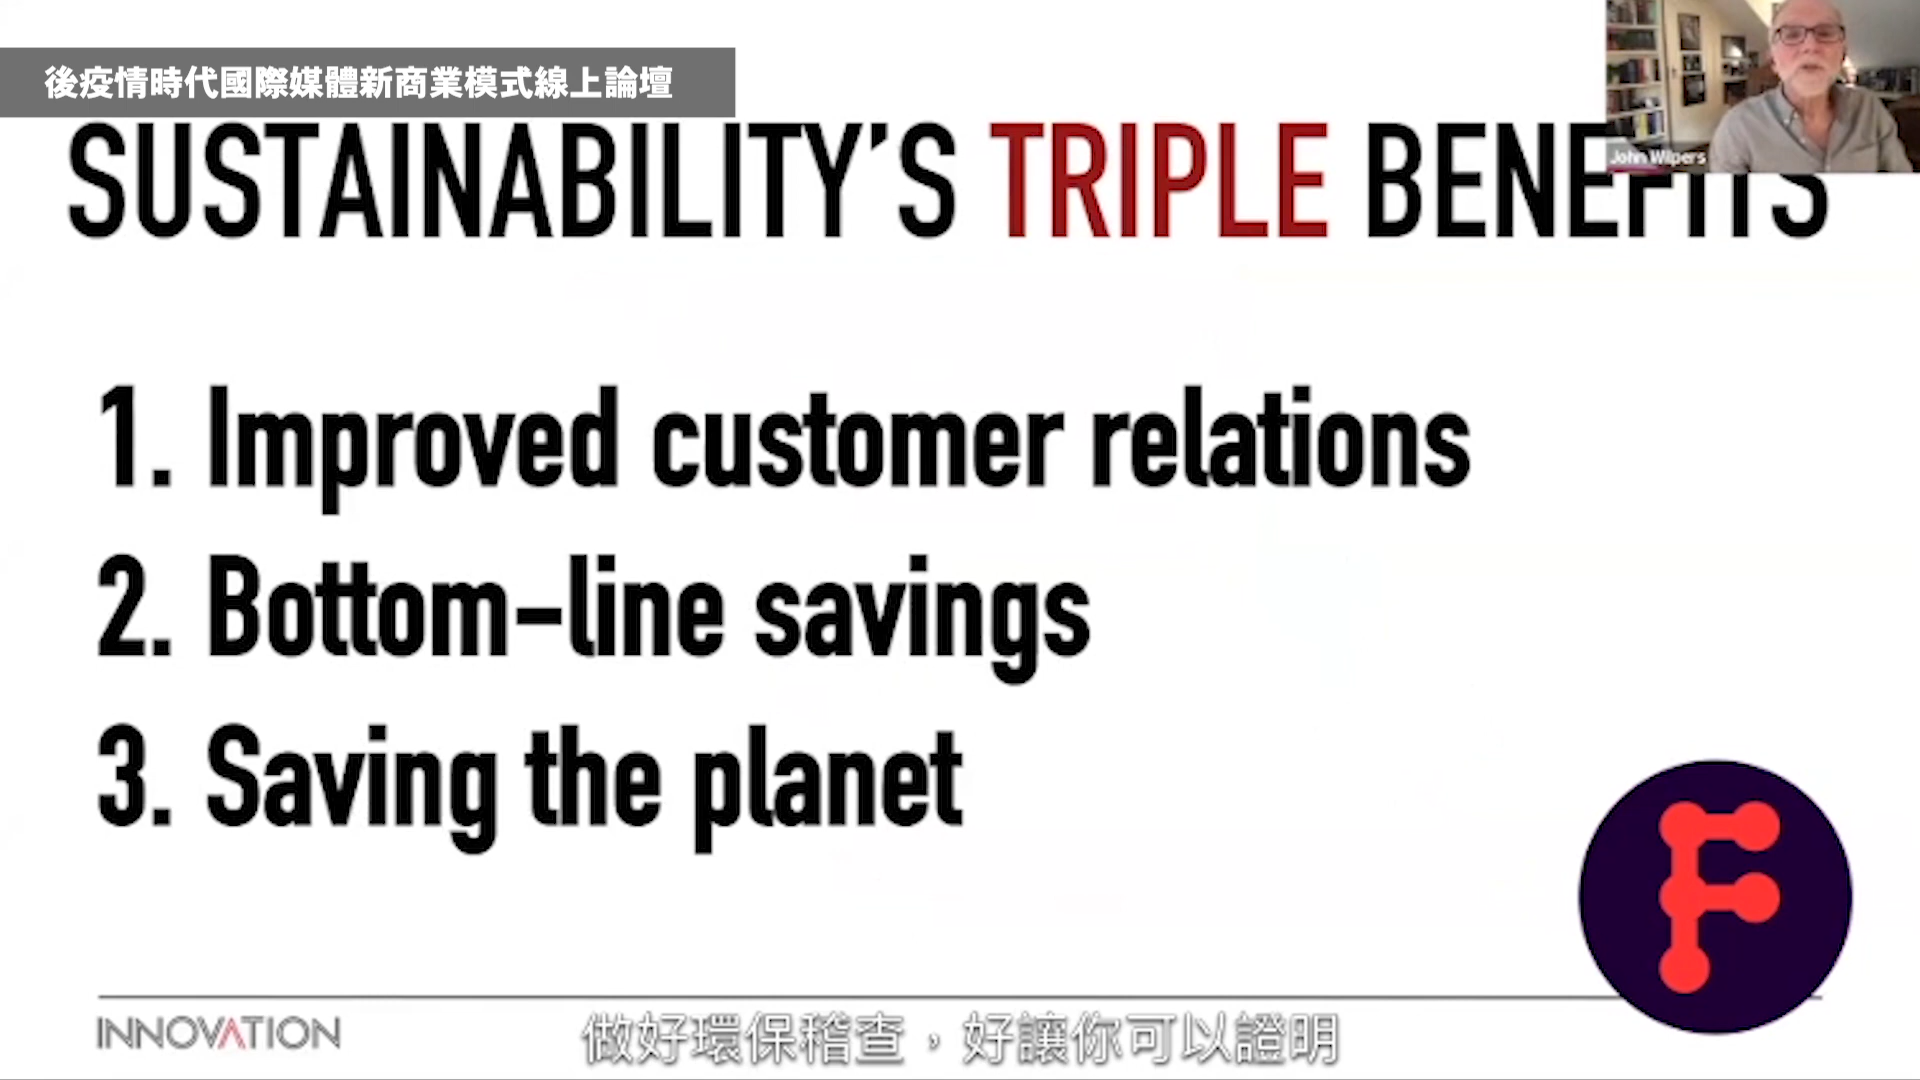 後疫情時代國際媒體新商業模式線上論壇
John Wilpers
SUSTAINABILITY’S TRIPLE BENEFITS
1. Improved customer relations
2. Bottom-line savings
3. Saving the planet
INNOVATION
做好環保稽查，好讓你可以證明